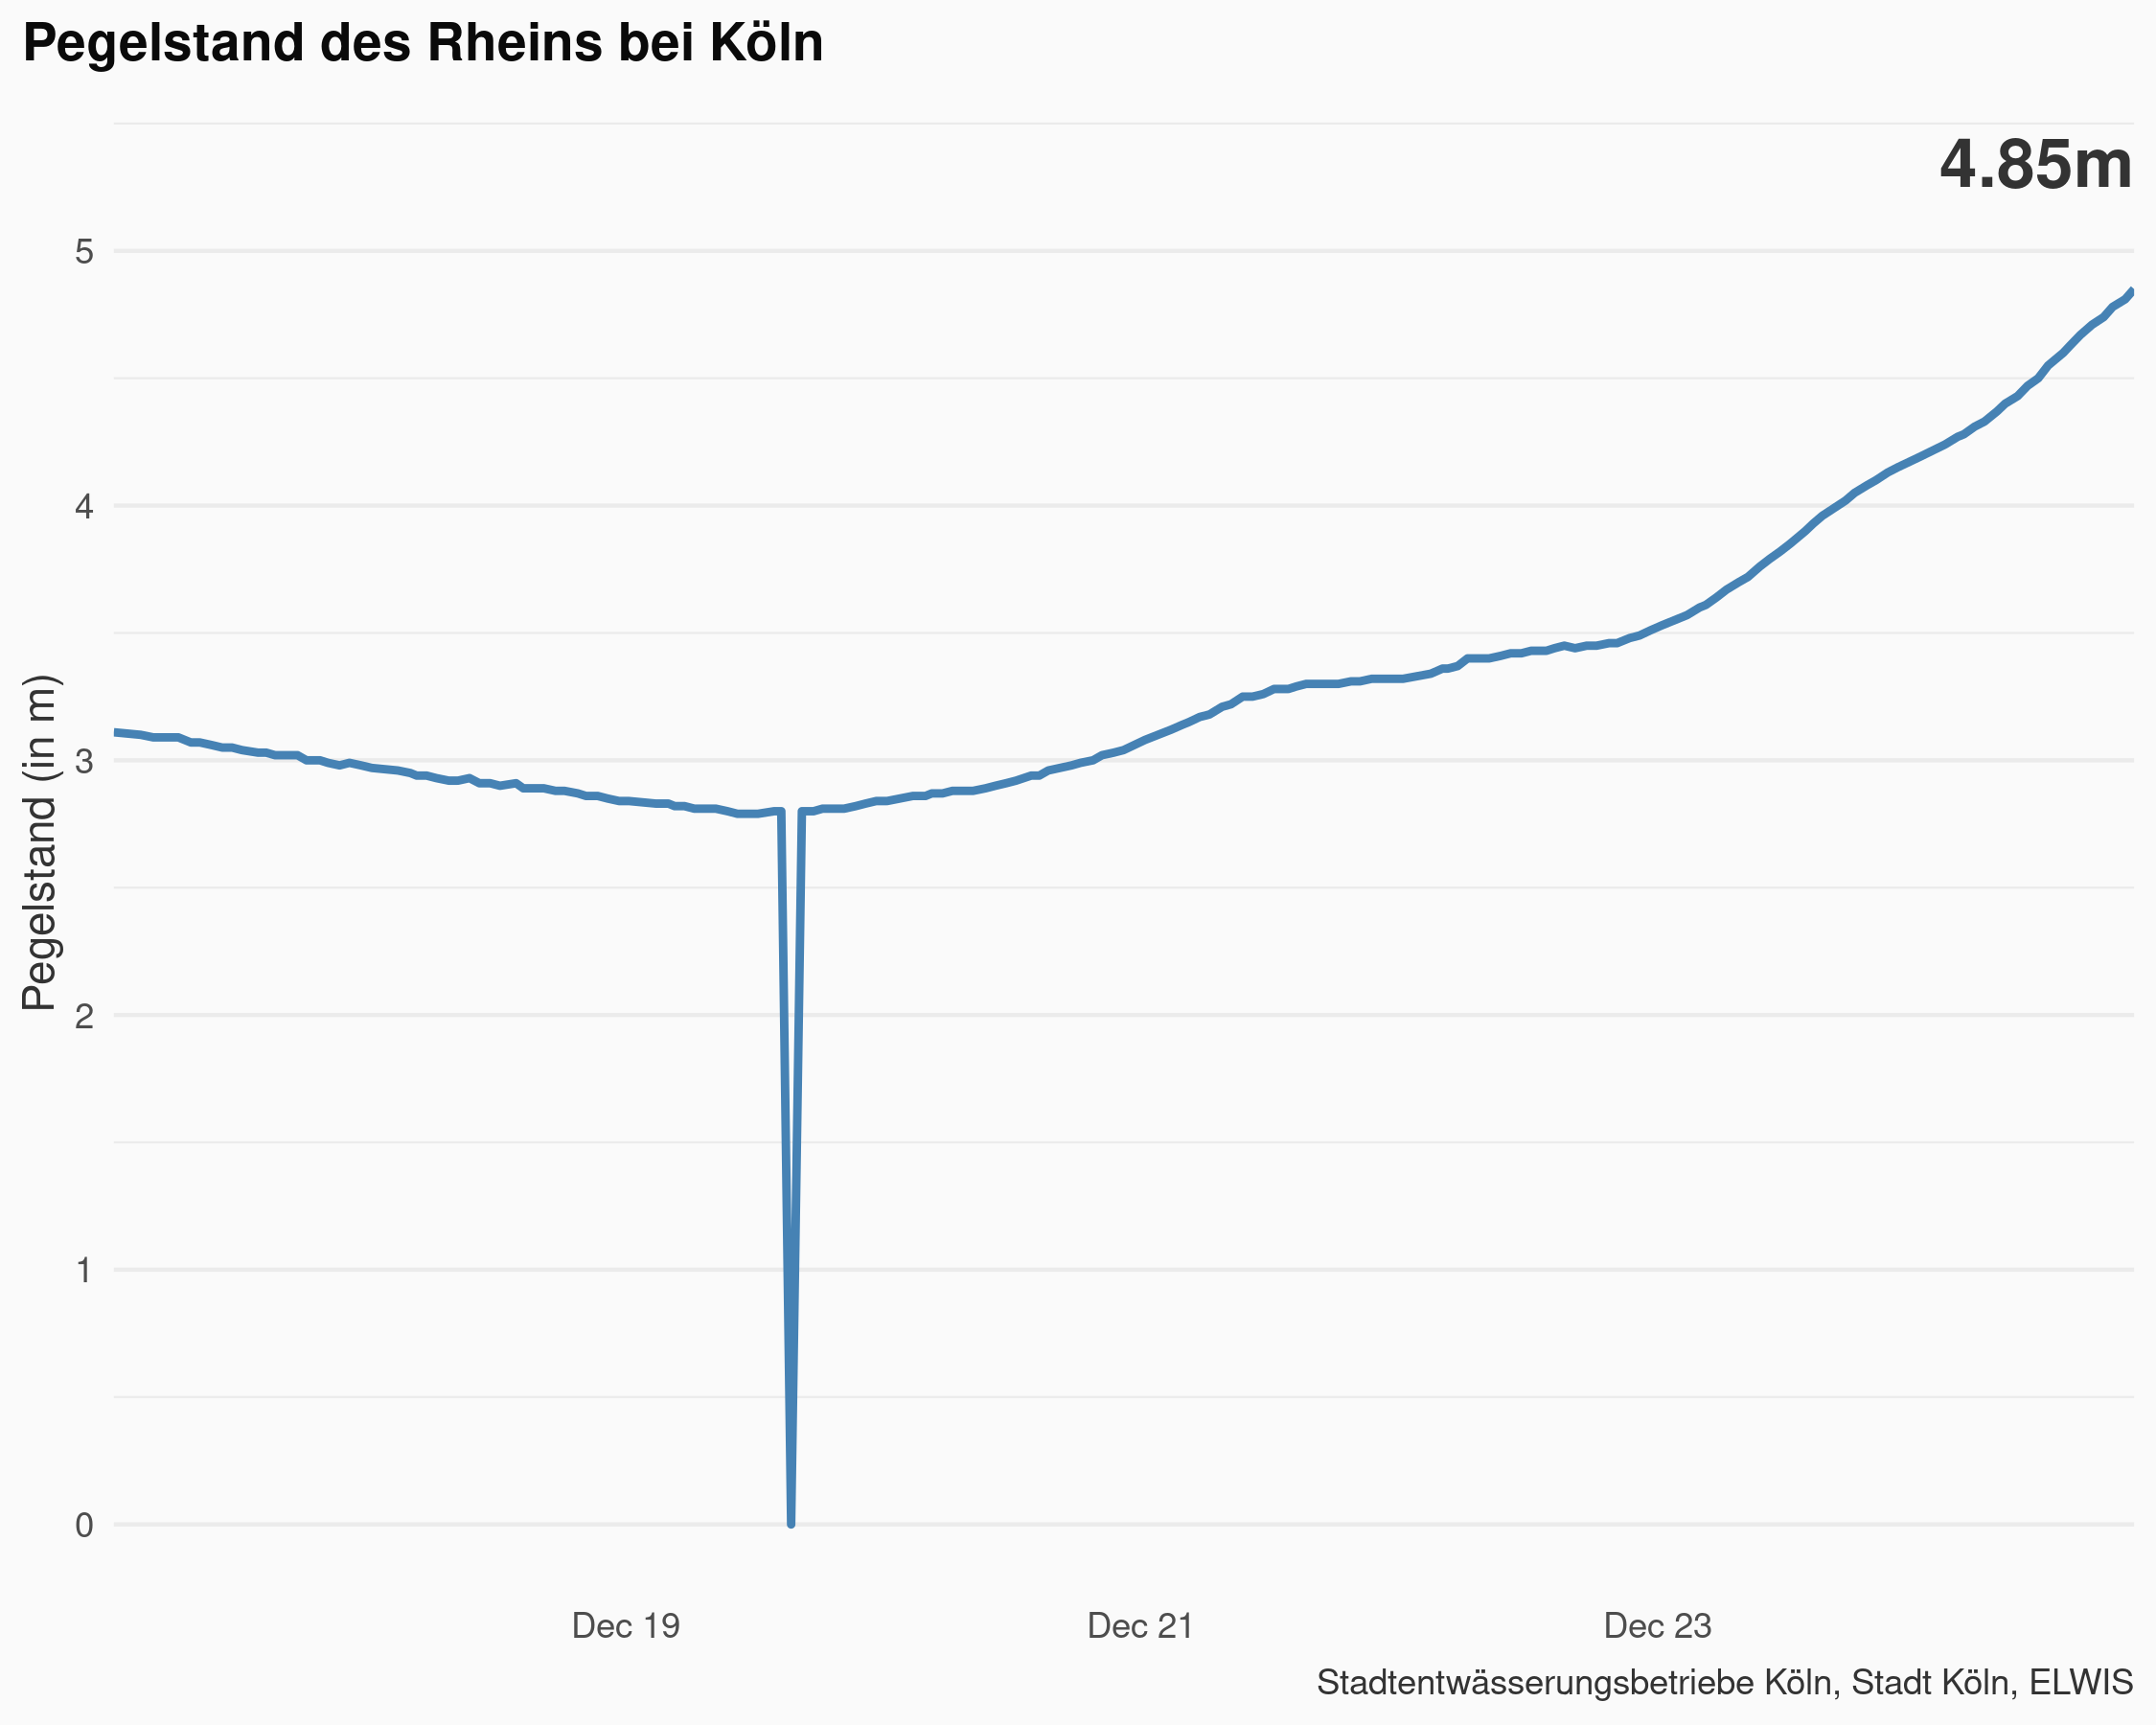 Pegelstand des Rheins bei Köln
4.85m
Pegelstand (in m)
5
4
3
2
1
0
Dec 19 Dec 21 Dec 23
Stadtentwässerungsbetriebe Köln, Stadt Köln, ELWIS